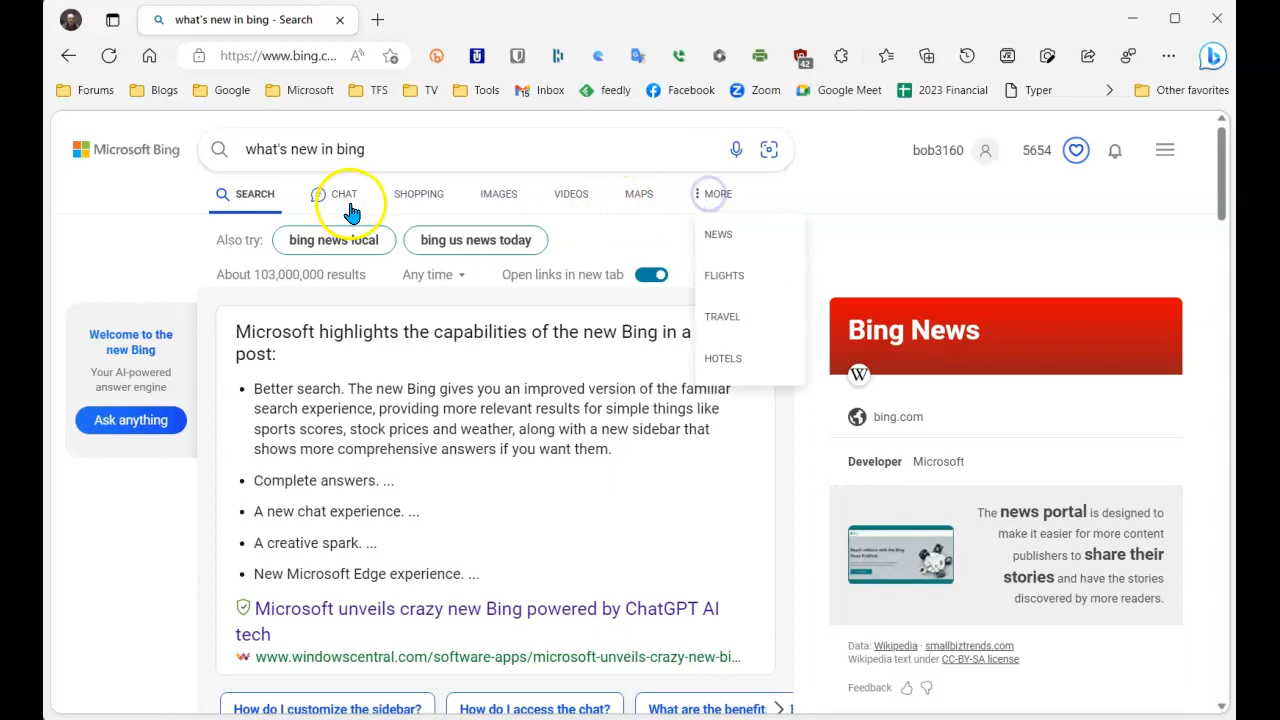 what's new in bing - Search
https://www.bing.c...
42
Forums Blogs Google Microsoft TFS TV Tools Inbox feedly Facebook Zoom Google Meet 2023 Financial Typer Other favorites
Microsoft Bing
what's new in bing
bob3160
5654
SEARCH CHAT SHOPPING IMAGES VIDEOS MAPS MORE
NEWS
FLIGHTS
TRAVEL
HOTELS
Also try: bing news local bing us news today
About 103,000,000 results Any time Open links in new tab
Welcome to the
new Bing
Your AI-powered
answer engine
Ask anything
Microsoft highlights the capabilities of the new Bing in a
post:
• Better search. The new Bing gives you an improved version of the familiar
search experience, providing more relevant results for simple things like
sports scores, stock prices and weather, along with a new sidebar that
shows more comprehensive answers if you want them.
• Complete answers. ...
• A new chat experience. ...
• A creative spark. ...
• New Microsoft Edge experience. ...
Microsoft unveils crazy new Bing powered by ChatGPT AI
tech
www.windowscentral.com/software-apps/microsoft-unveils-crazy-new-bi...
How do I customize the sidebar? How do I access the chat? What are the benefit
Bing News
W
bing.com
Developer Microsoft
The news portal is designed to
make it easier for more content
publishers to share their
stories and have the stories
discovered by more readers.
Data: Wikipedia · smallbiztrends.com
Wikipedia text under CC-BY-SA license
Feedback